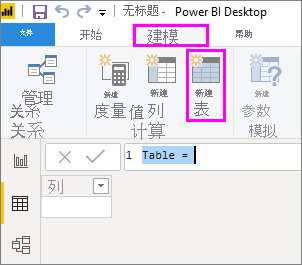 无标题 - Power BI Desktop
文件 开始 建模 帮助
管理
关系
关系
新建
度量值
新建
列
计算
新建
表
新建
参数
模拟
1 Table =
列